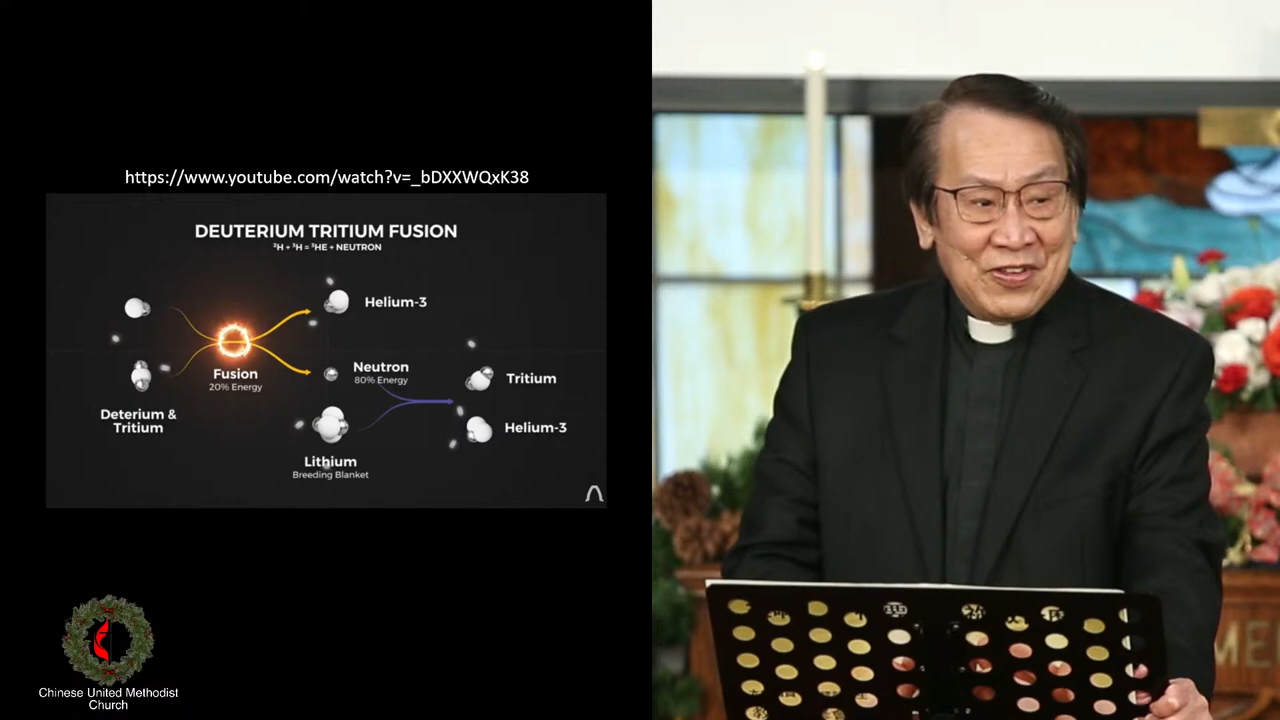 https://www.youtube.com/watch?v=_bDXXWQxK38
DEUTERIUM TRITIUM FUSION
²H + ³H = ³HE + NEUTRON
Helium-3
Fusion
20% Energy
Neutron
80% Energy
Tritium
Deterium &
Tritium
Helium-3
Lithium
Breeding Blanket
Chinese United Methodist
Church